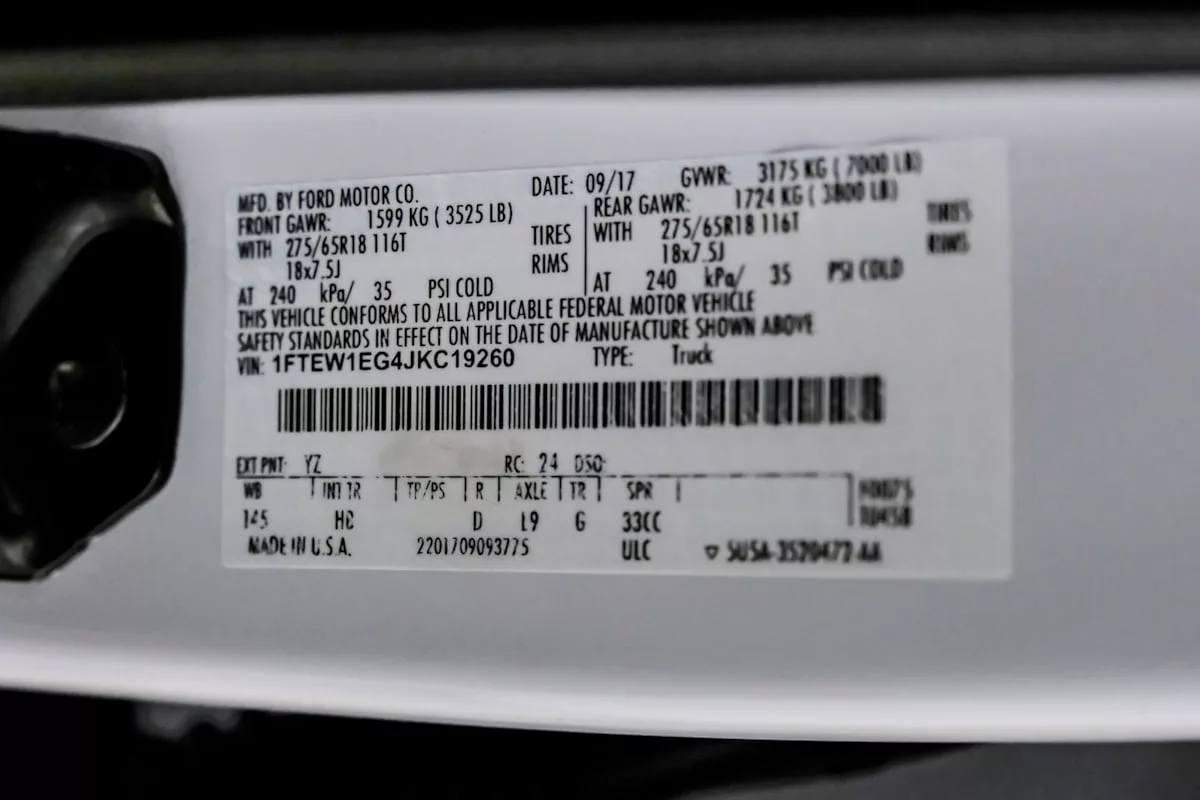 MFD. BY FORD MOTOR CO. DATE: 09/17 GVWR: 3175 KG ( 7000 LB)
FRONT GAWR: 1599 KG ( 3525 LB) REAR GAWR: 1724 KG ( 3800 LB)
WITH 275/65R18 116T TIRES WITH 275/65R18 116T TIRES
18x7.5J RIMS 18x7.5J RIMS
AT 240 kPa/ 35 PSI COLD AT 240 kPa/ 35 PSI COLD
THIS VEHICLE CONFORMS TO ALL APPLICABLE FEDERAL MOTOR VEHICLE
SAFETY STANDARDS IN EFFECT ON THE DATE OF MANUFACTURE SHOWN ABOVE
VIN: 1FTEW1EG4JKC19260 TYPE: Truck
EXT PNT: YZ RC: 24 DSO:
WB INT TR TP/PS R AXLE TR SPR
145 D L9 G 33CC
MADE IN U.S.A. 2201709093775 ULC ▽ 5U5A-3520472-AA